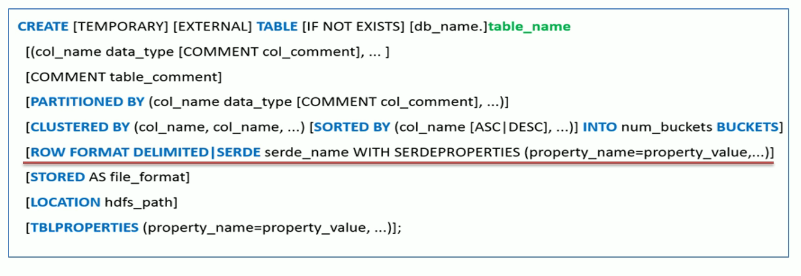 CREATE [TEMPORARY] [EXTERNAL] TABLE [IF NOT EXISTS] [db_name.]table_name
[(col_name data_type [COMMENT col_comment], ... ]
[COMMENT table_comment]
[PARTITIONED BY (col_name data_type [COMMENT col_comment], ...)]
[CLUSTERED BY (col_name, col_name, ...) [SORTED BY (col_name [ASC|DESC], ...)] INTO num_buckets BUCKETS]
[ROW FORMAT DELIMITED|SERDE serde_name WITH SERDEPROPERTIES (property_name=property_value,...)]
[STORED AS file_format]
[LOCATION hdfs_path]
[TBLPROPERTIES (property_name=property_value, ...)];